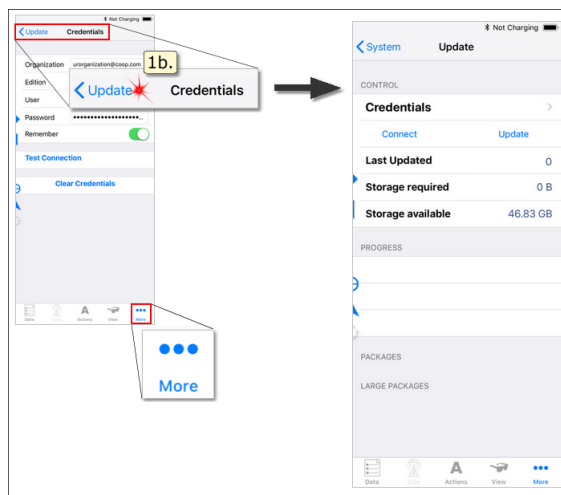 Not Charging
Update Credentials
Organization urorganization@coop.com
Edition
User
Password ••••••••••••••••••••...
Remember
Test Connection
Clear Credentials
Data Live Actions View More
1b.
Update Credentials
More
Not Charging
System Update
CONTROL
Credentials
Connect Update
Last Updated 0
Storage required 0 B
Storage available 46.83 GB
PROGRESS
PACKAGES
LARGE PACKAGES
Data Live Actions View More